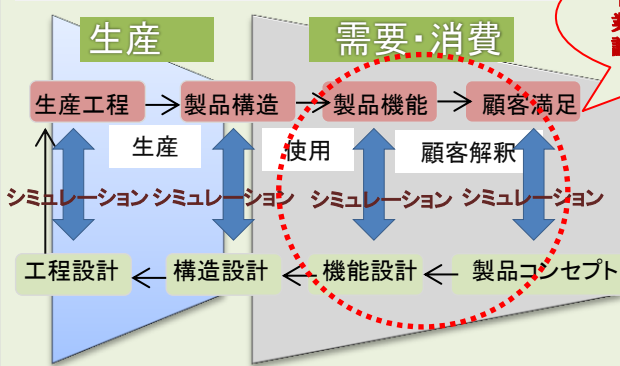 生産
需要・消費
生産工程
製品構造
製品機能
顧客満足
生産
使用
顧客解釈
シミュレーション
シミュレーション
シミュレーション
シミュレーション
工程設計
構造設計
機能設計
製品コンセプト